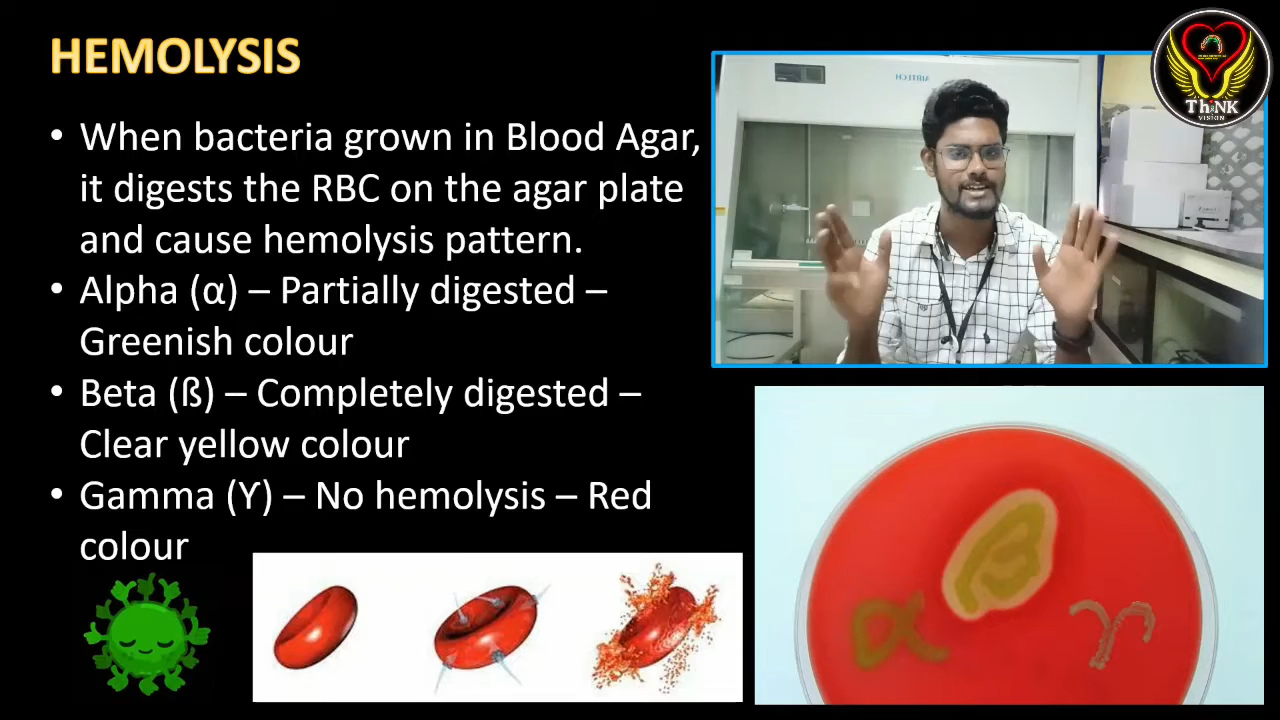 HEMOLYSIS
• When bacteria grown in Blood Agar,
it digests the RBC on the agar plate
and cause hemolysis pattern.
• Alpha (α) – Partially digested –
Greenish colour
• Beta (ß) – Completely digested –
Clear yellow colour
• Gamma (ϒ) – No hemolysis – Red
colour
AIRTECH
ThiNK
VISION
α
β
γ